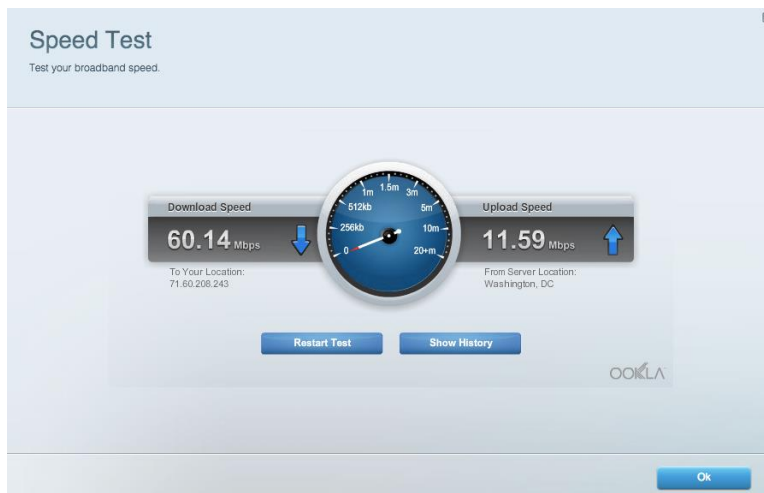 Speed Test
Test your broadband speed.
Download Speed
60.14 Mbps
To Your Location:
71.60.208.243
0
256kb
512kb
1m
1.5m
3m
5m
10m
20+m
Upload Speed
11.59 Mbps
From Server Location:
Washington, DC
Restart Test
Show History
OOKLA
Ok